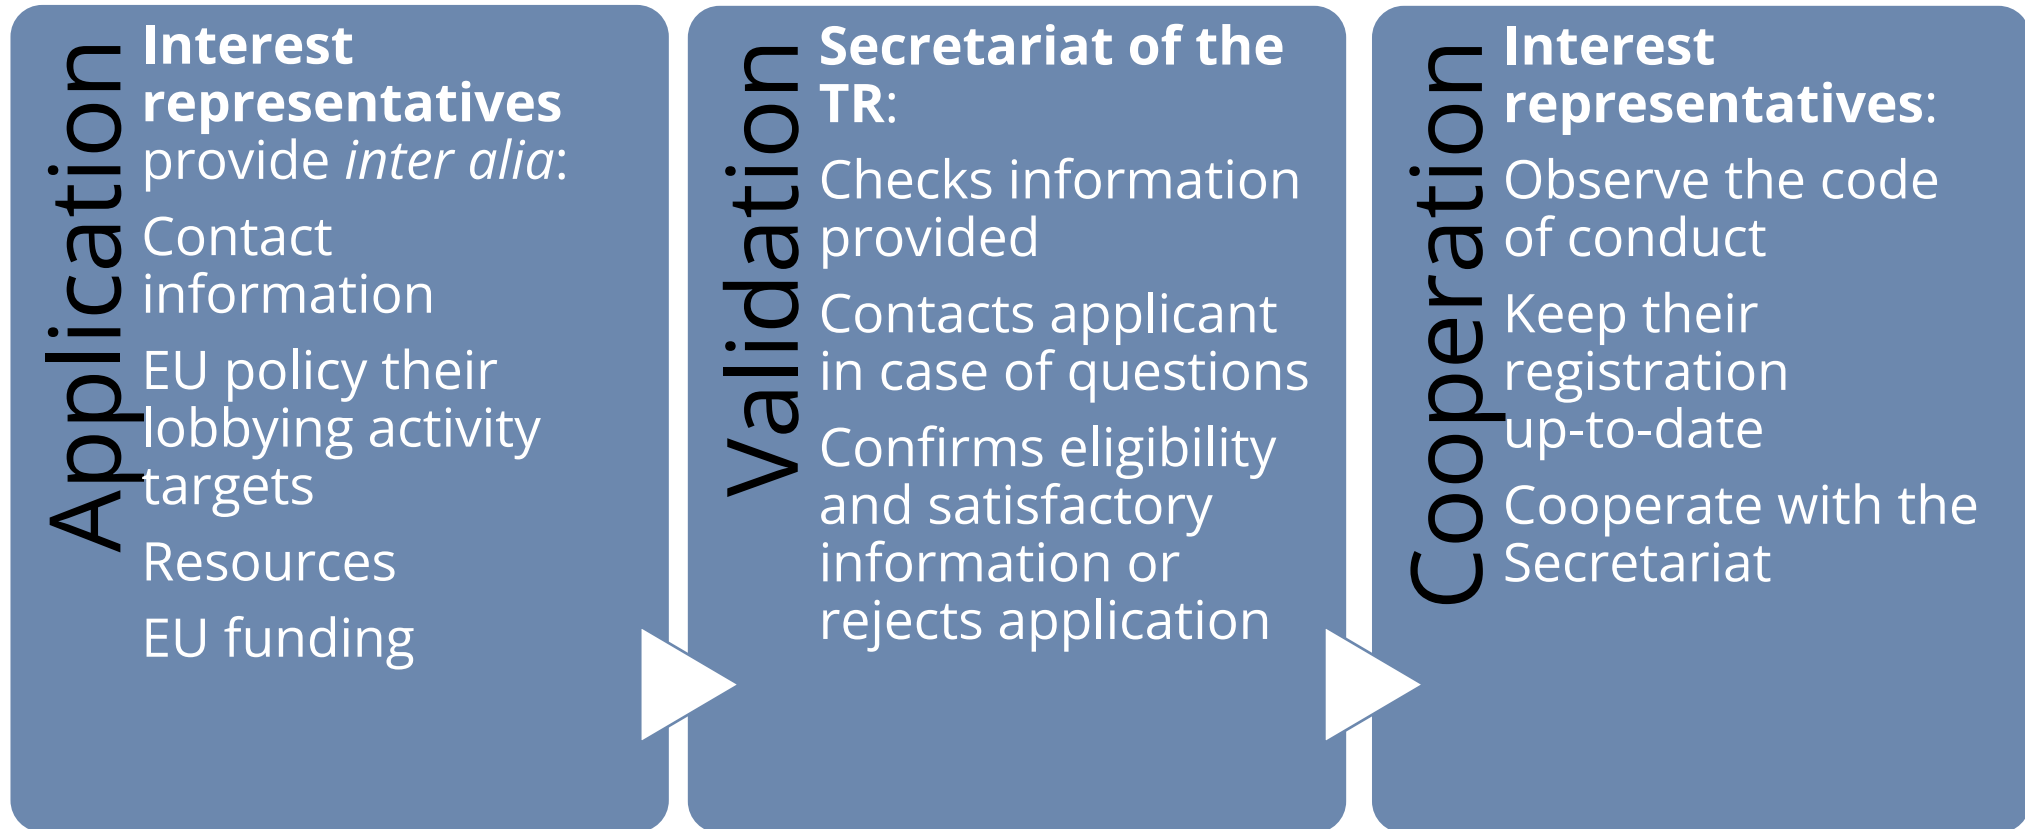 Application
Interest
representatives
provide inter alia:
Contact
information
EU policy their
lobbying activity
targets
Resources
EU funding
Validation
Secretariat of the
TR:
Checks information
provided
Contacts applicant
in case of questions
Confirms eligibility
and satisfactory
information or
rejects application
Cooperation
Interest
representatives:
Observe the code
of conduct
Keep their
registration
up-to-date
Cooperate with the
Secretariat